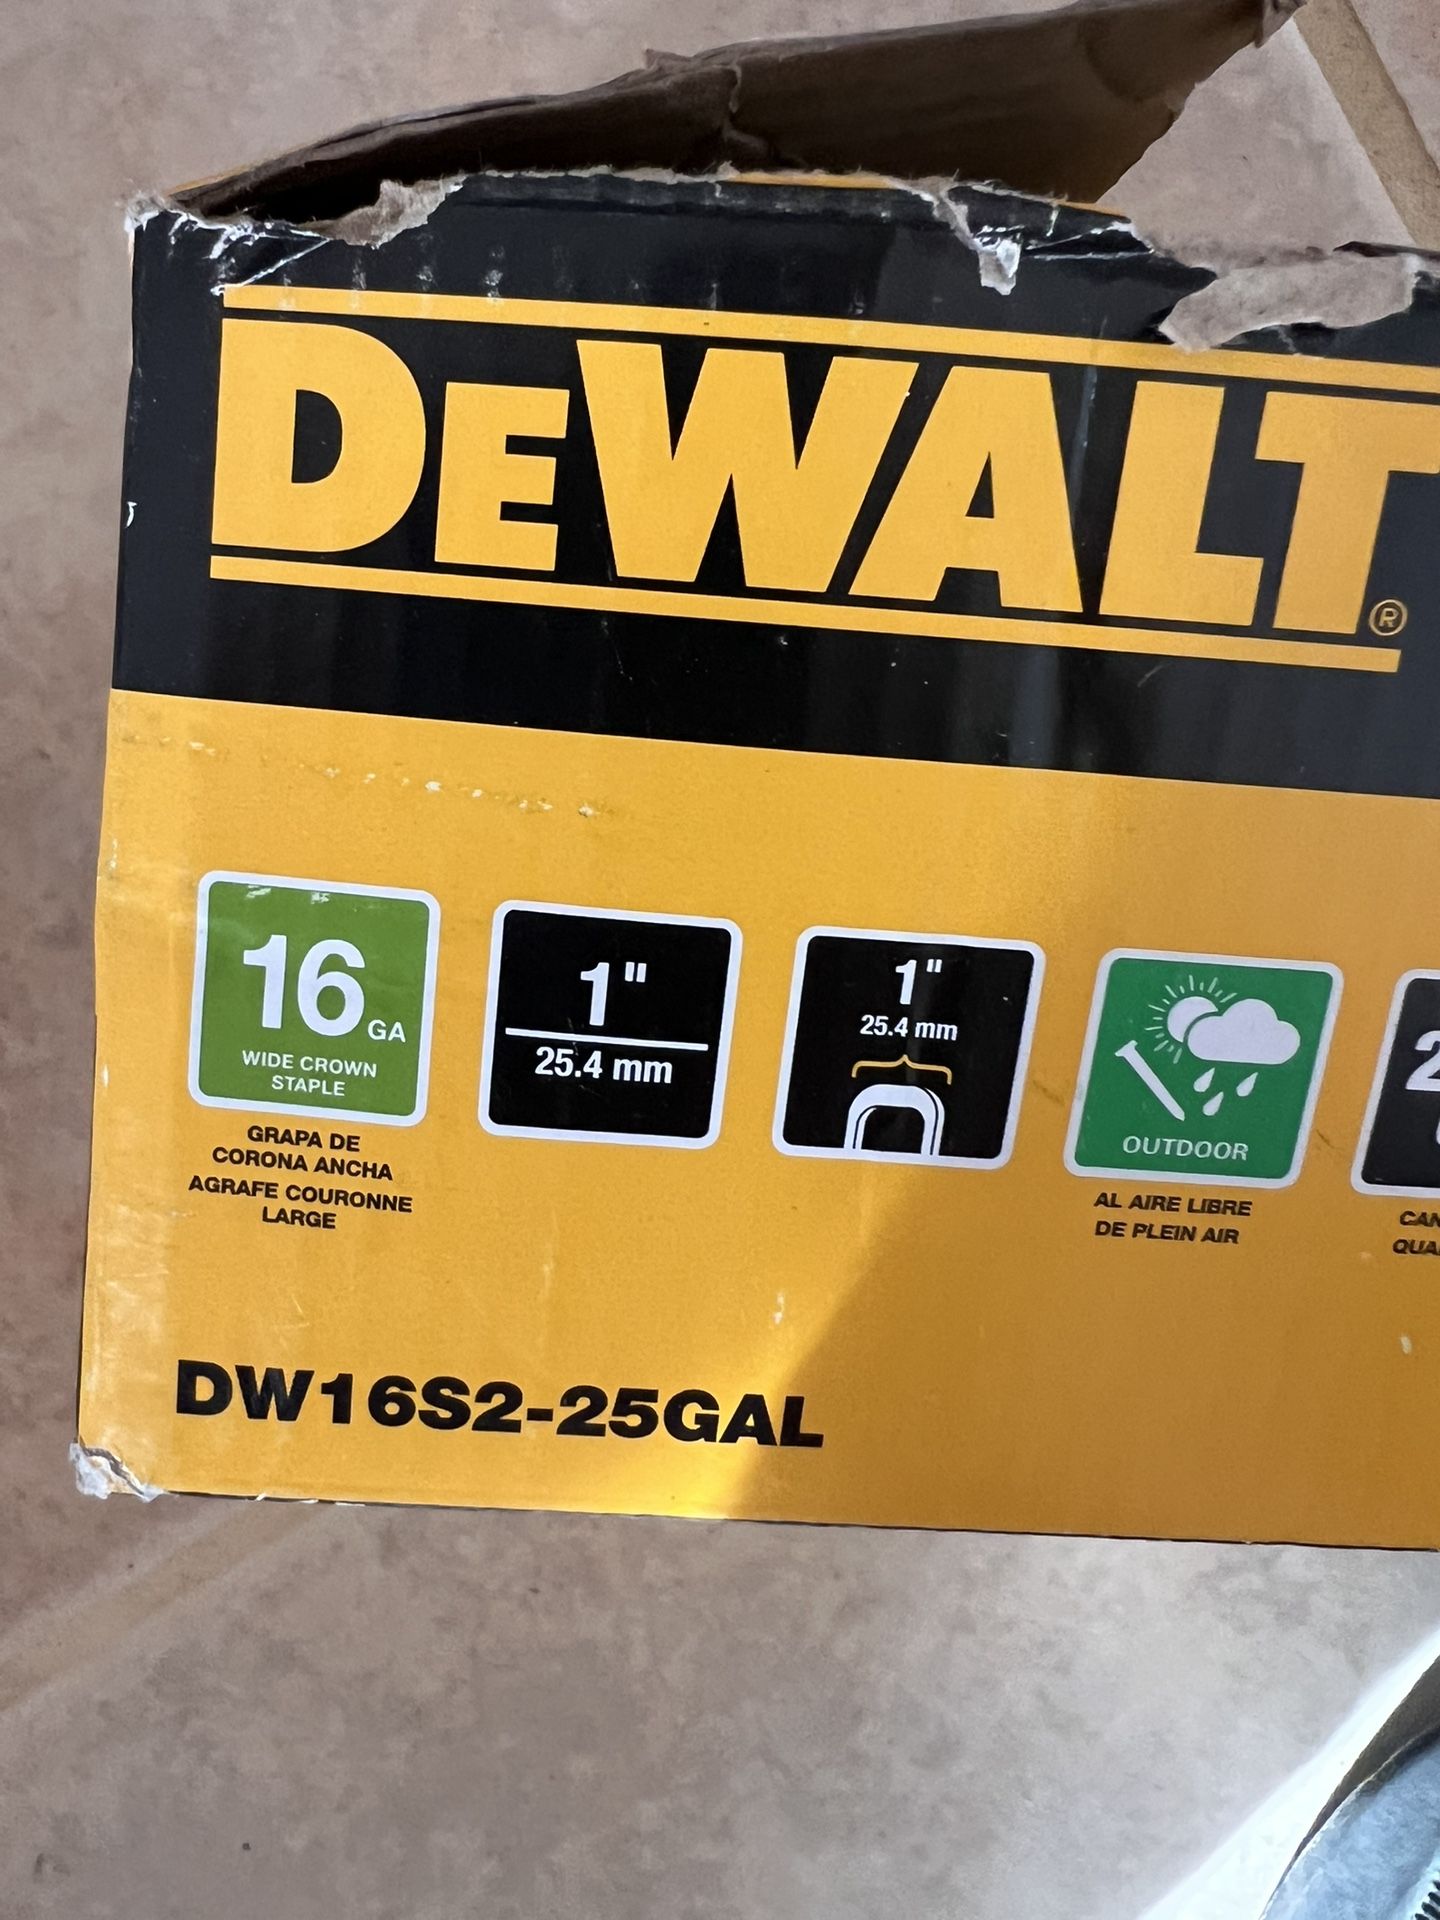 DEWALT®
16 GA
WIDE CROWN
STAPLE
GRAPA DE
CORONA ANCHA
AGRAFE COURONNE
LARGE
1"
25.4 mm
1"
25.4 mm
OUTDOOR
AL AIRE LIBRE
DE PLEIN AIR
DW16S2-25GAL